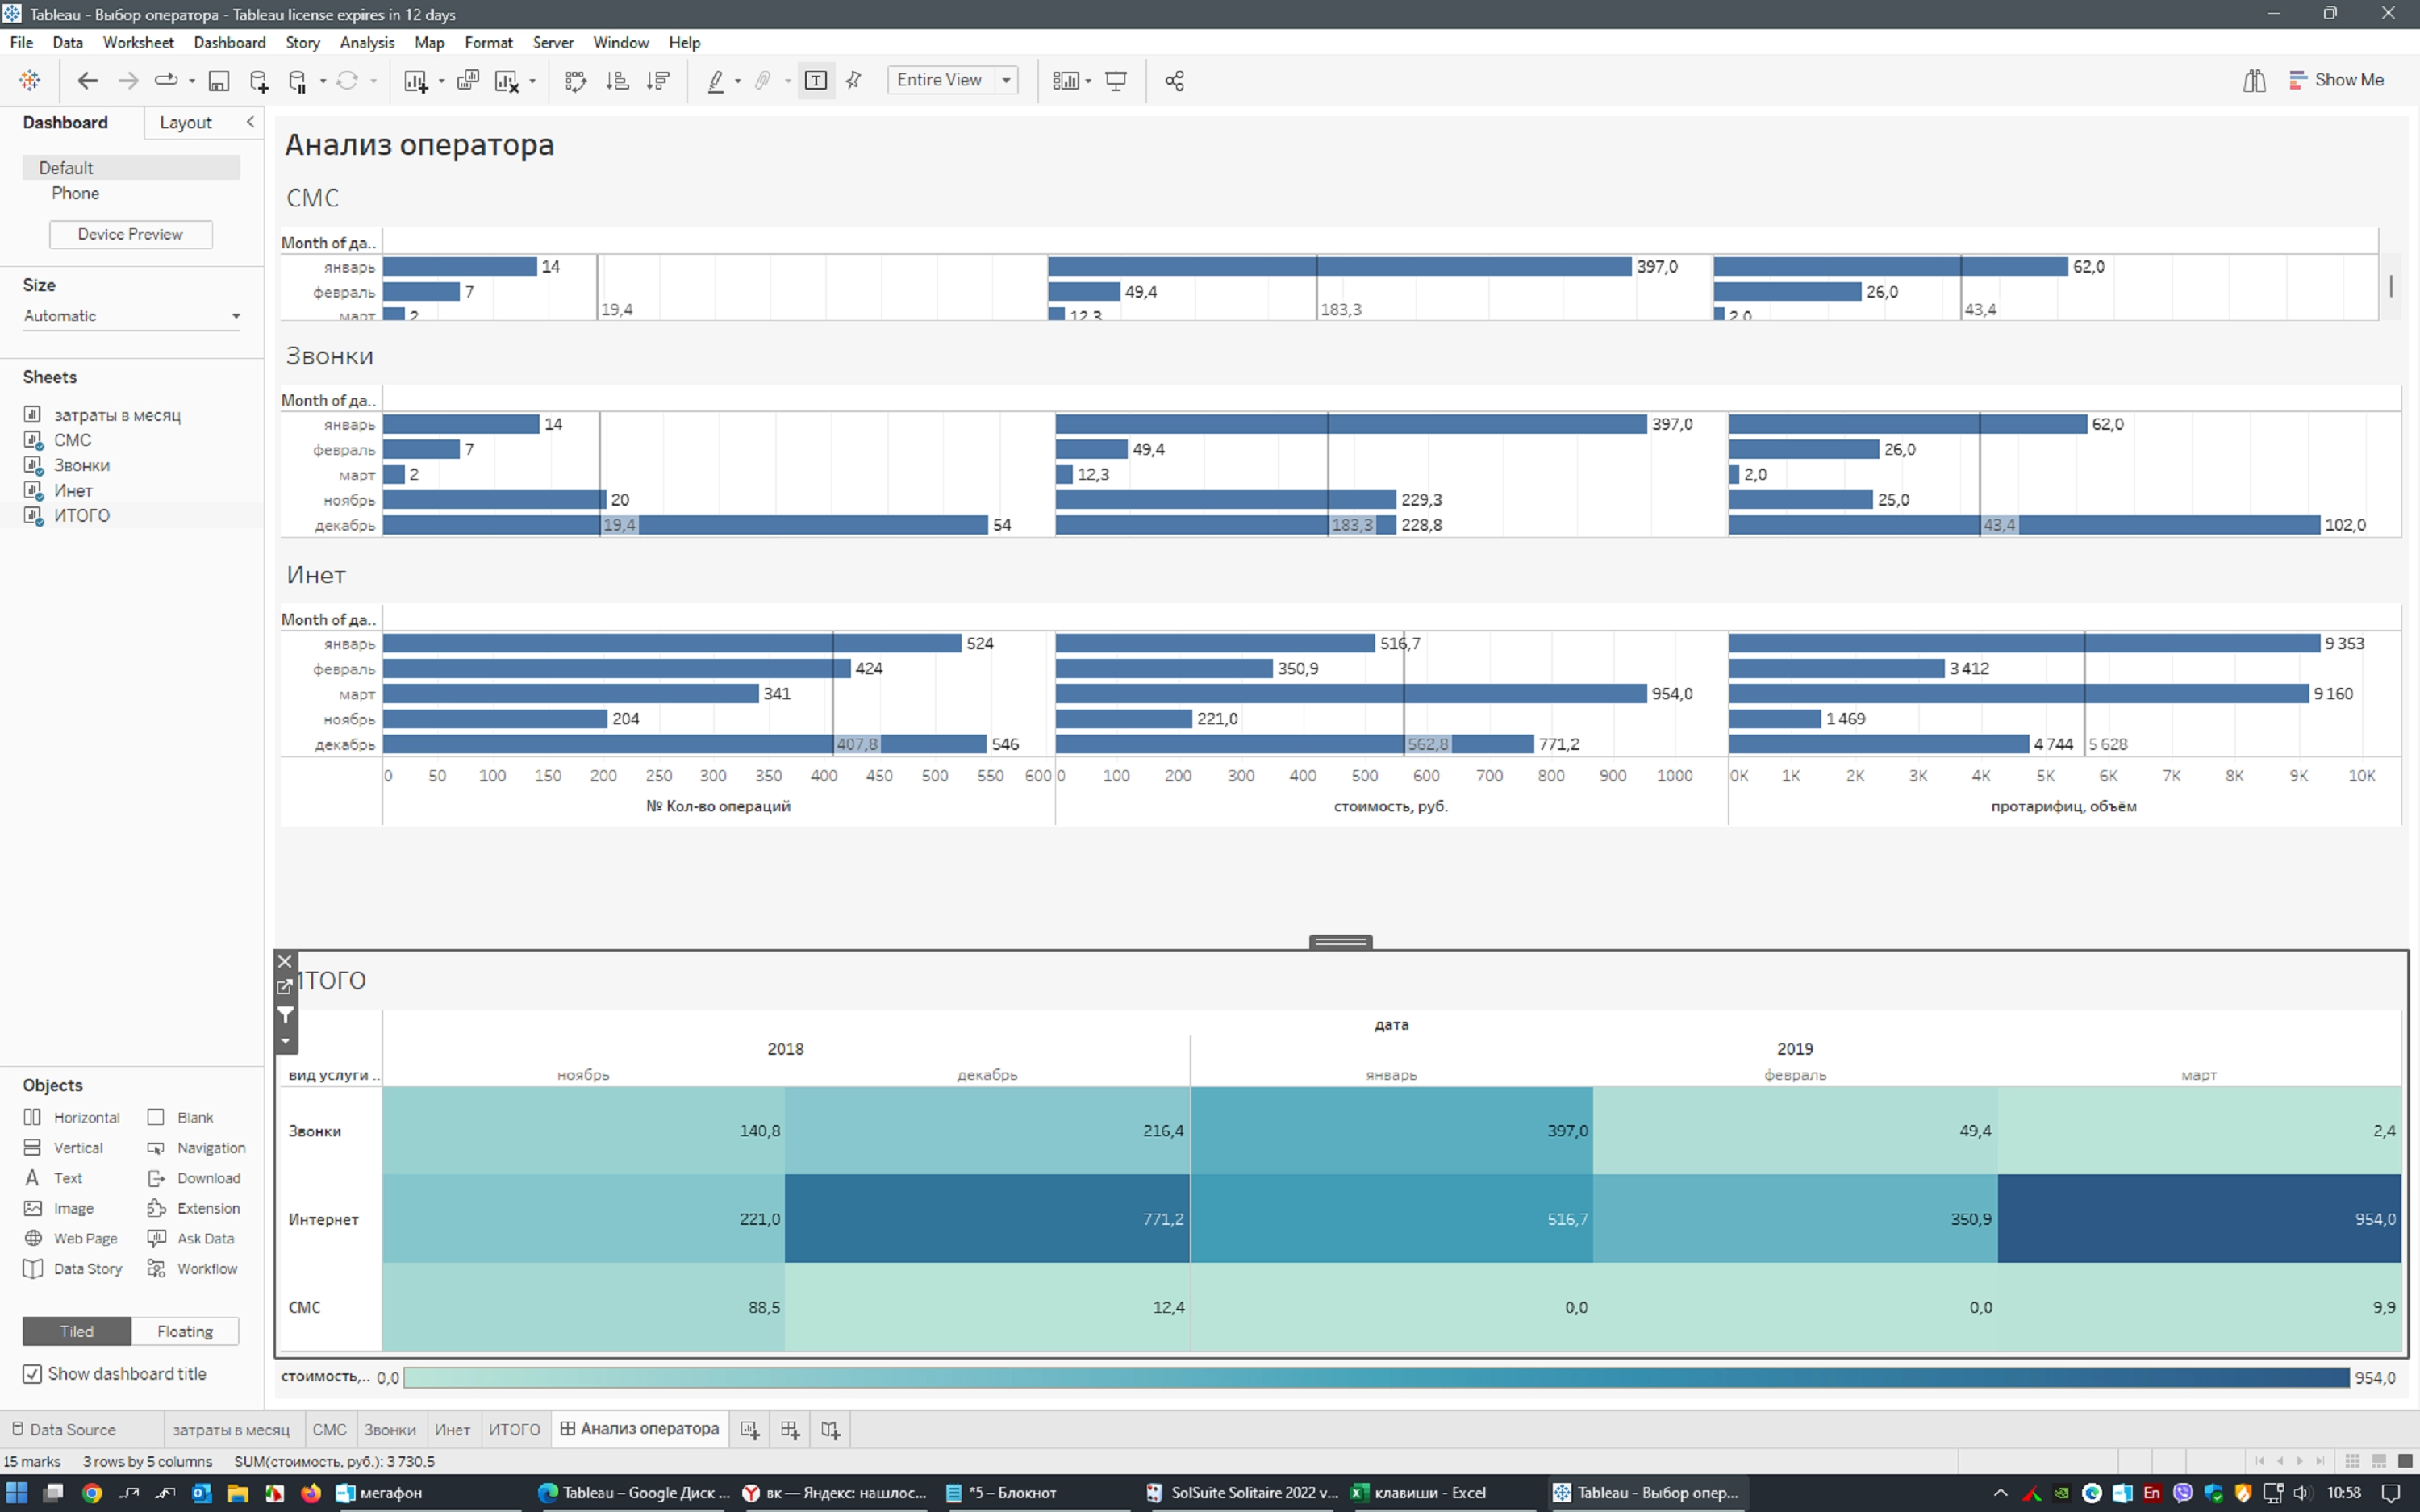 Tableau - Выбор оператора - Tableau license expires in 12 days
File Data Worksheet Dashboard Story Analysis Map Format Server Window Help
Entire View
Show Me
Dashboard Layout
Default
Phone
Device Preview
Size
Automatic
Sheets
затраты в месяц
СМС
Звонки
Инет
ИТОГО
Objects
Horizontal Blank
Vertical Navigation
Text Download
Image Extension
Web Page Ask Data
Data Story Workflow
Tiled Floating
Show dashboard title
Анализ оператора
СМС
Month of да..
январь 14 397,0 62,0
февраль 7 49,4 26,0
март 2 12,3 2,0
19,4 183,3 43,4
Звонки
Month of да..
январь 14 397,0 62,0
февраль 7 49,4 26,0
март 2 12,3 2,0
ноябрь 20 229,3 25,0
декабрь 19,4 54 183,3 228,8 43,4 102,0
Инет
Month of да..
январь 524 516,7 9 353
февраль 424 350,9 3 412
март 341 954,0 9 160
ноябрь 204 221,0 1 469
декабрь 407,8 546 562,8 771,2 4 744 5 628
0 50 100 150 200 250 300 350 400 450 500 550 600 0 100 200 300 400 500 600 700 800 900 1000 0K 1K 2K 3K 4K 5K 6K 7K 8K 9K 10K
№ Кол-во операций стоимость, руб. протарифиц, объём
ИТОГО
дата
2018 2019
вид услуги .. ноябрь декабрь январь февраль март
Звонки 140,8 216,4 397,0 49,4 2,4
Интернет 221,0 771,2 516,7 350,9 954,0
СМС 88,5 12,4 0,0 0,0 9,9
стоимость,.. 0,0 954,0
Data Source затраты в месяц СМС Звонки Инет ИТОГО Анализ оператора
15 marks 3 rows by 5 columns SUM(стоимость, руб.): 3 730,5
мегафон Tableau – Google Диск ... вк — Яндекс: нашлос... *5 – Блокнот SolSuite Solitaire 2022 v... клавиши - Excel Tableau - Выбор опер... En 10:58